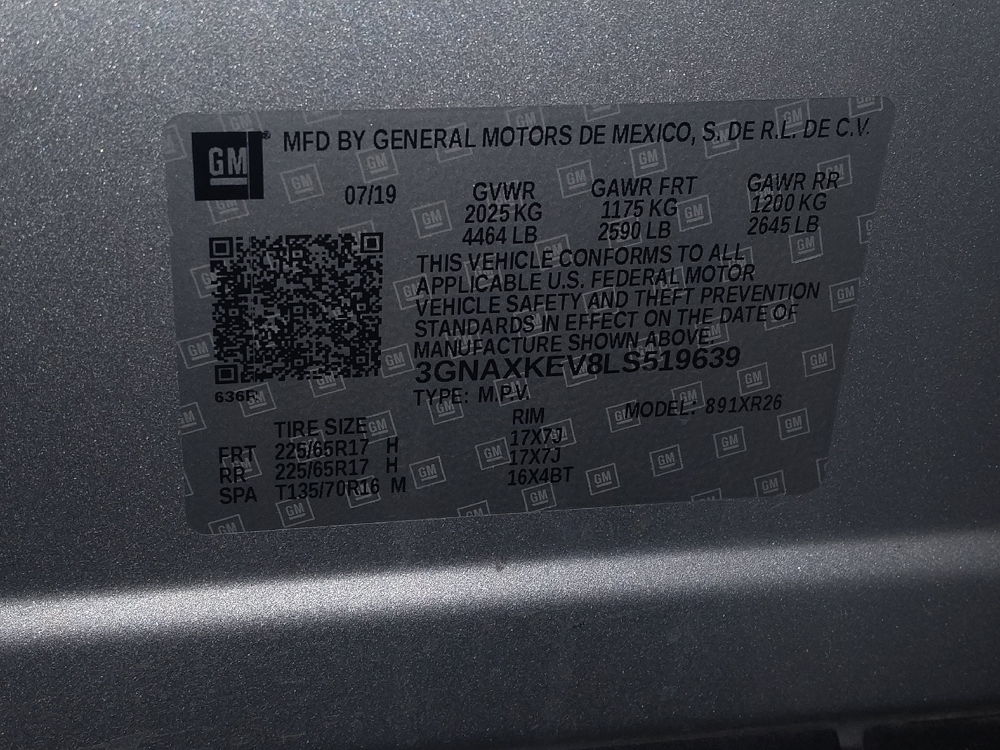 GM ® MFD BY GENERAL MOTORS DE MEXICO, S. DE R.L. DE C.V.
07/19 GVWR GAWR FRT GAWR RR
2025 KG 1175 KG 1200 KG
4464 LB 2590 LB 2645 LB
THIS VEHICLE CONFORMS TO ALL
APPLICABLE U.S. FEDERAL MOTOR
VEHICLE SAFETY AND THEFT PREVENTION
STANDARDS IN EFFECT ON THE DATE OF
MANUFACTURE SHOWN ABOVE.
3GNAXKEV8LS519639
636R
TYPE: M.P.V. MODEL: 891XR26
TIRE SIZE RIM
FRT 225/65R17 H 17X7J
RR 225/65R17 H 17X7J
SPA T135/70R16 M 16X4BT